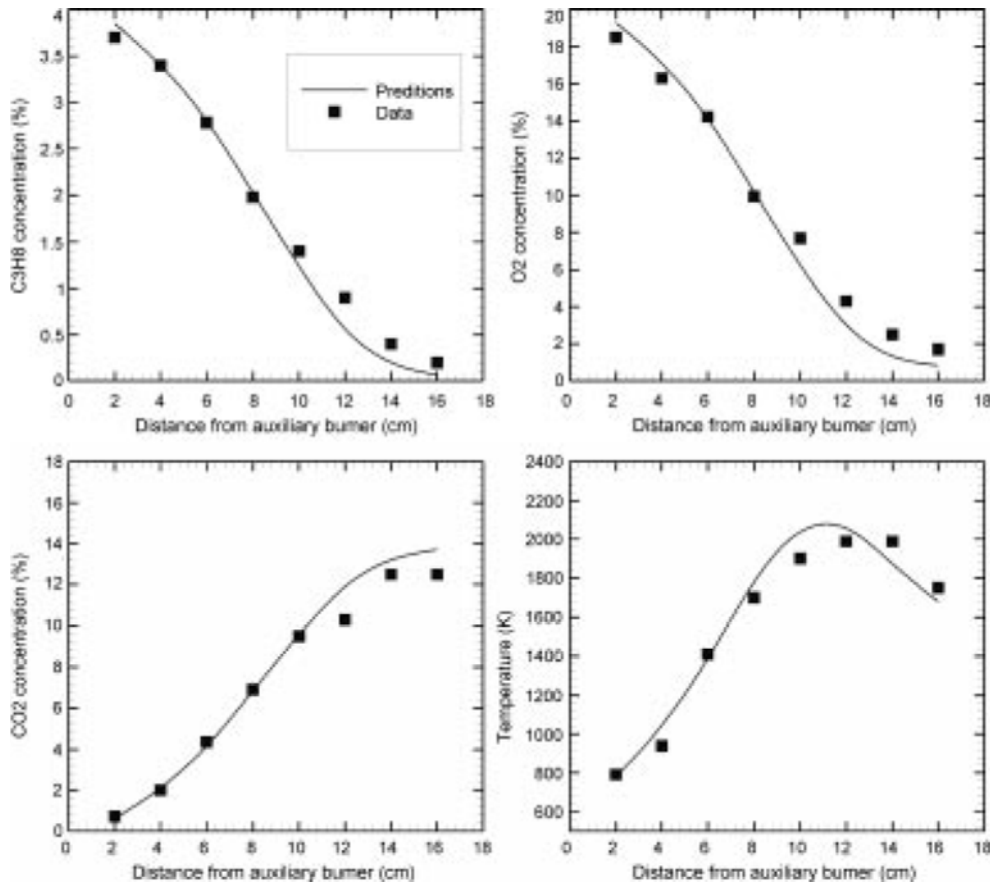 4
3.5
3
2.5
2
1.5
1
0.5
0
C3H8 concentration (%)
Preditions
Data
0 2 4 6 8 10 12 14 16 18
Distance from auxiliary burner (cm)
20
18
16
14
12
10
8
6
4
2
0
O2 concentration (%)
0 2 4 6 8 10 12 14 16 18
Distance from auxiliary burner (cm)
18
16
14
12
10
8
6
4
2
0
CO2 concentration (%)
0 2 4 6 8 10 12 14 16 18
Distance from auxiliary burner (cm)
2400
2200
2000
1800
1600
1400
1200
1000
800
600
Temperature (K)
0 2 4 6 8 10 12 14 16 18
Distance from auxiliary burner (cm)